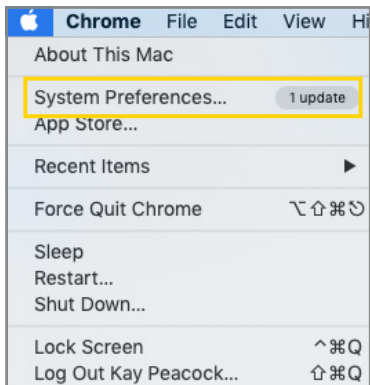 Chrome File Edit View Hi
About This Mac
System Preferences... 1 update
App Store...
Recent Items
Force Quit Chrome ⌥⇧⌘⎋
Sleep
Restart...
Shut Down...
Lock Screen ^⌘Q
Log Out Kay Peacock... ⇧⌘Q